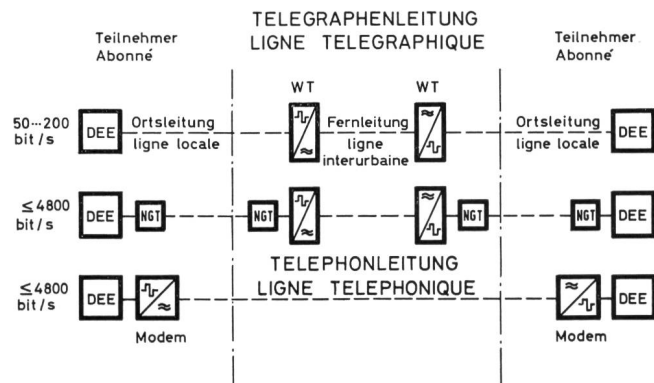 TELEGRAPHENLEITUNG
LIGNE TELEGRAPHIQUE
Teilnehmer
Abonné
Teilnehmer
Abonné
WT
WT
50...200
bit/s
DEE
Ortsleitung
ligne locale
Fernleitung
ligne
interurbaine
Ortsleitung
ligne locale
DEE
≤4800
bit/s
DEE
NGT
NGT
NGT
NGT
DEE
TELEPHONLEITUNG
LIGNE TELEPHONIQUE
≤4800
bit/s
DEE
Modem
DEE
Modem